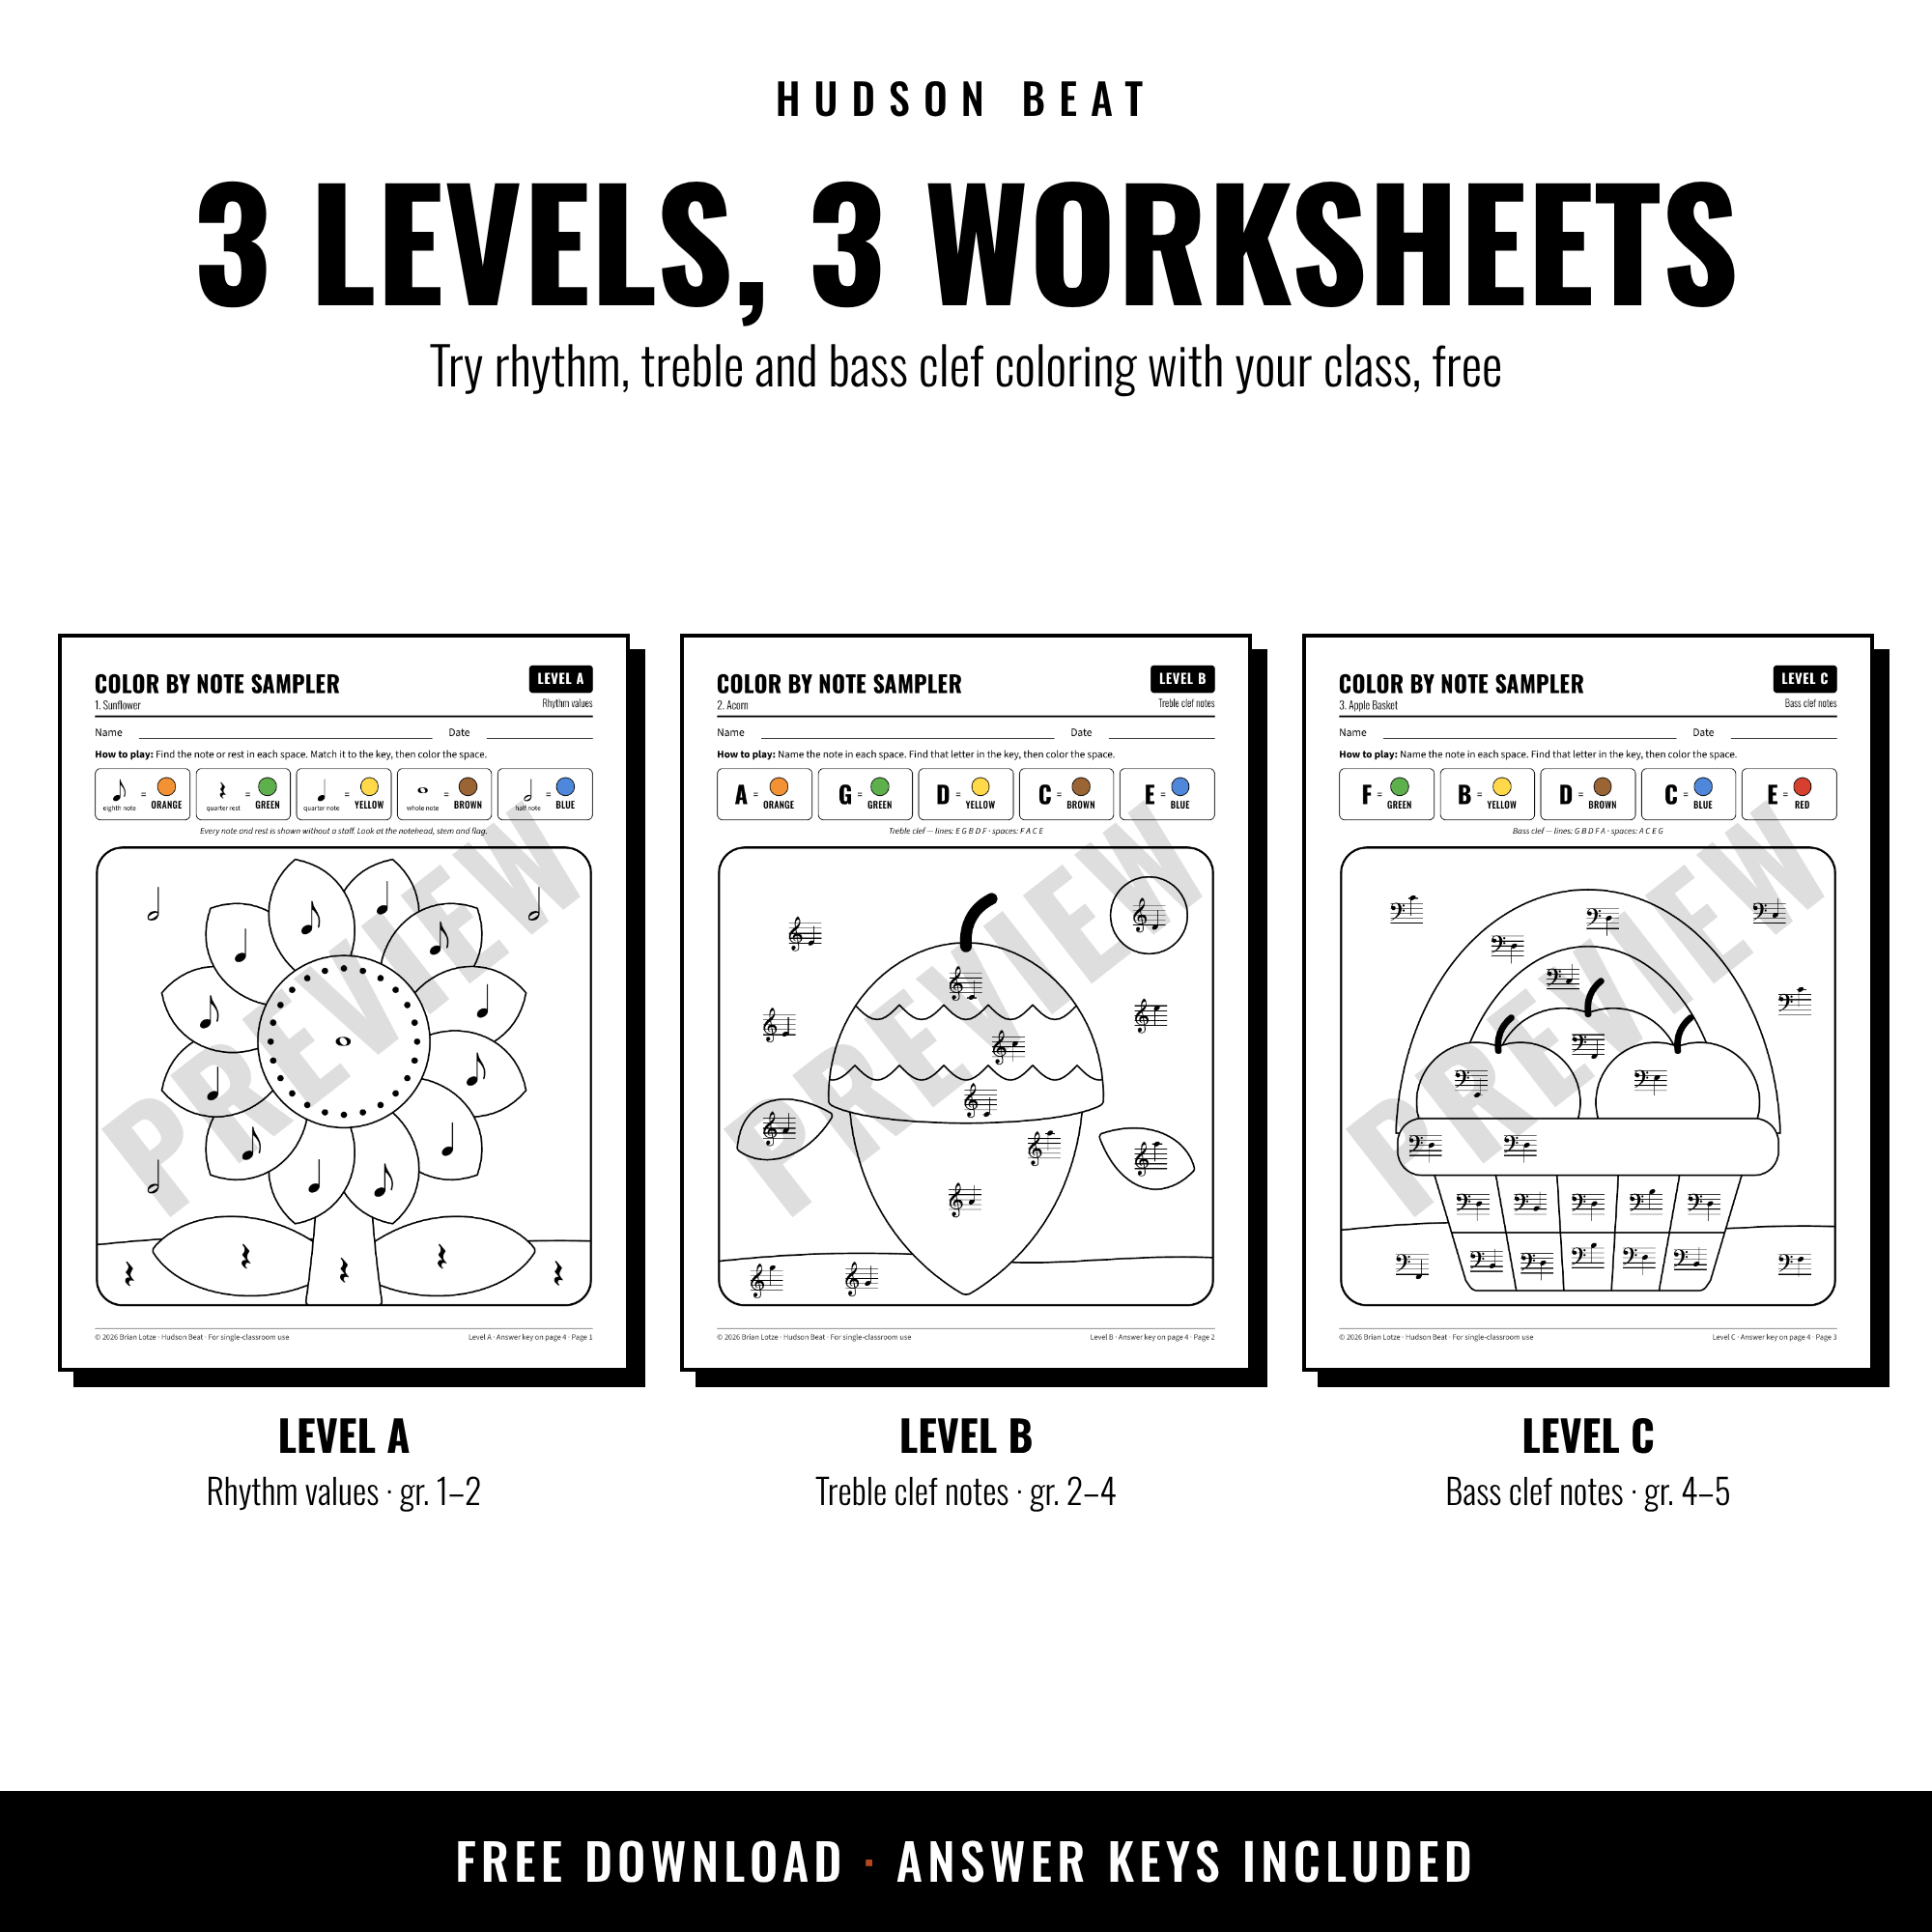 HUDSON BEAT
3 LEVELS, 3 WORKSHEETS
Try rhythm, treble and bass clef coloring with your class, free
COLOR BY NOTE SAMPLER
LEVEL A
1. Sunflower
Rhythm values
Name
Date
How to play: Find the note or rest in each space. Match it to the key, then color the space.
eighth note = ORANGE
quarter rest = GREEN
quarter note = YELLOW
whole note = BROWN
half note = BLUE
Every note and rest is shown without a staff. Look at the notehead, stem and flag.
PREVIEW
© 2026 Brian Lotze · Hudson Beat · For single-classroom use
Level A · Answer key on page 4 · Page 1
COLOR BY NOTE SAMPLER
LEVEL B
2. Acorn
Treble clef notes
Name
Date
How to play: Name the note in each space. Find that letter in the key, then color the space.
A = ORANGE
G = GREEN
D = YELLOW
C = BROWN
E = BLUE
Treble clef — lines: E G B D F · spaces: F A C E
PREVIEW
© 2026 Brian Lotze · Hudson Beat · For single-classroom use
Level B · Answer key on page 4 · Page 2
COLOR BY NOTE SAMPLER
LEVEL C
3. Apple Basket
Bass clef notes
Name
Date
How to play: Name the note in each space. Find that letter in the key, then color the space.
F = GREEN
B = YELLOW
D = BROWN
C = BLUE
E = RED
Bass clef — lines: G B D F A · spaces: A C E G
PREVIEW
© 2026 Brian Lotze · Hudson Beat · For single-classroom use
Level C · Answer key on page 4 · Page 3
LEVEL A
Rhythm values · gr. 1–2
LEVEL B
Treble clef notes · gr. 2–4
LEVEL C
Bass clef notes · gr. 4–5
FREE DOWNLOAD · ANSWER KEYS INCLUDED